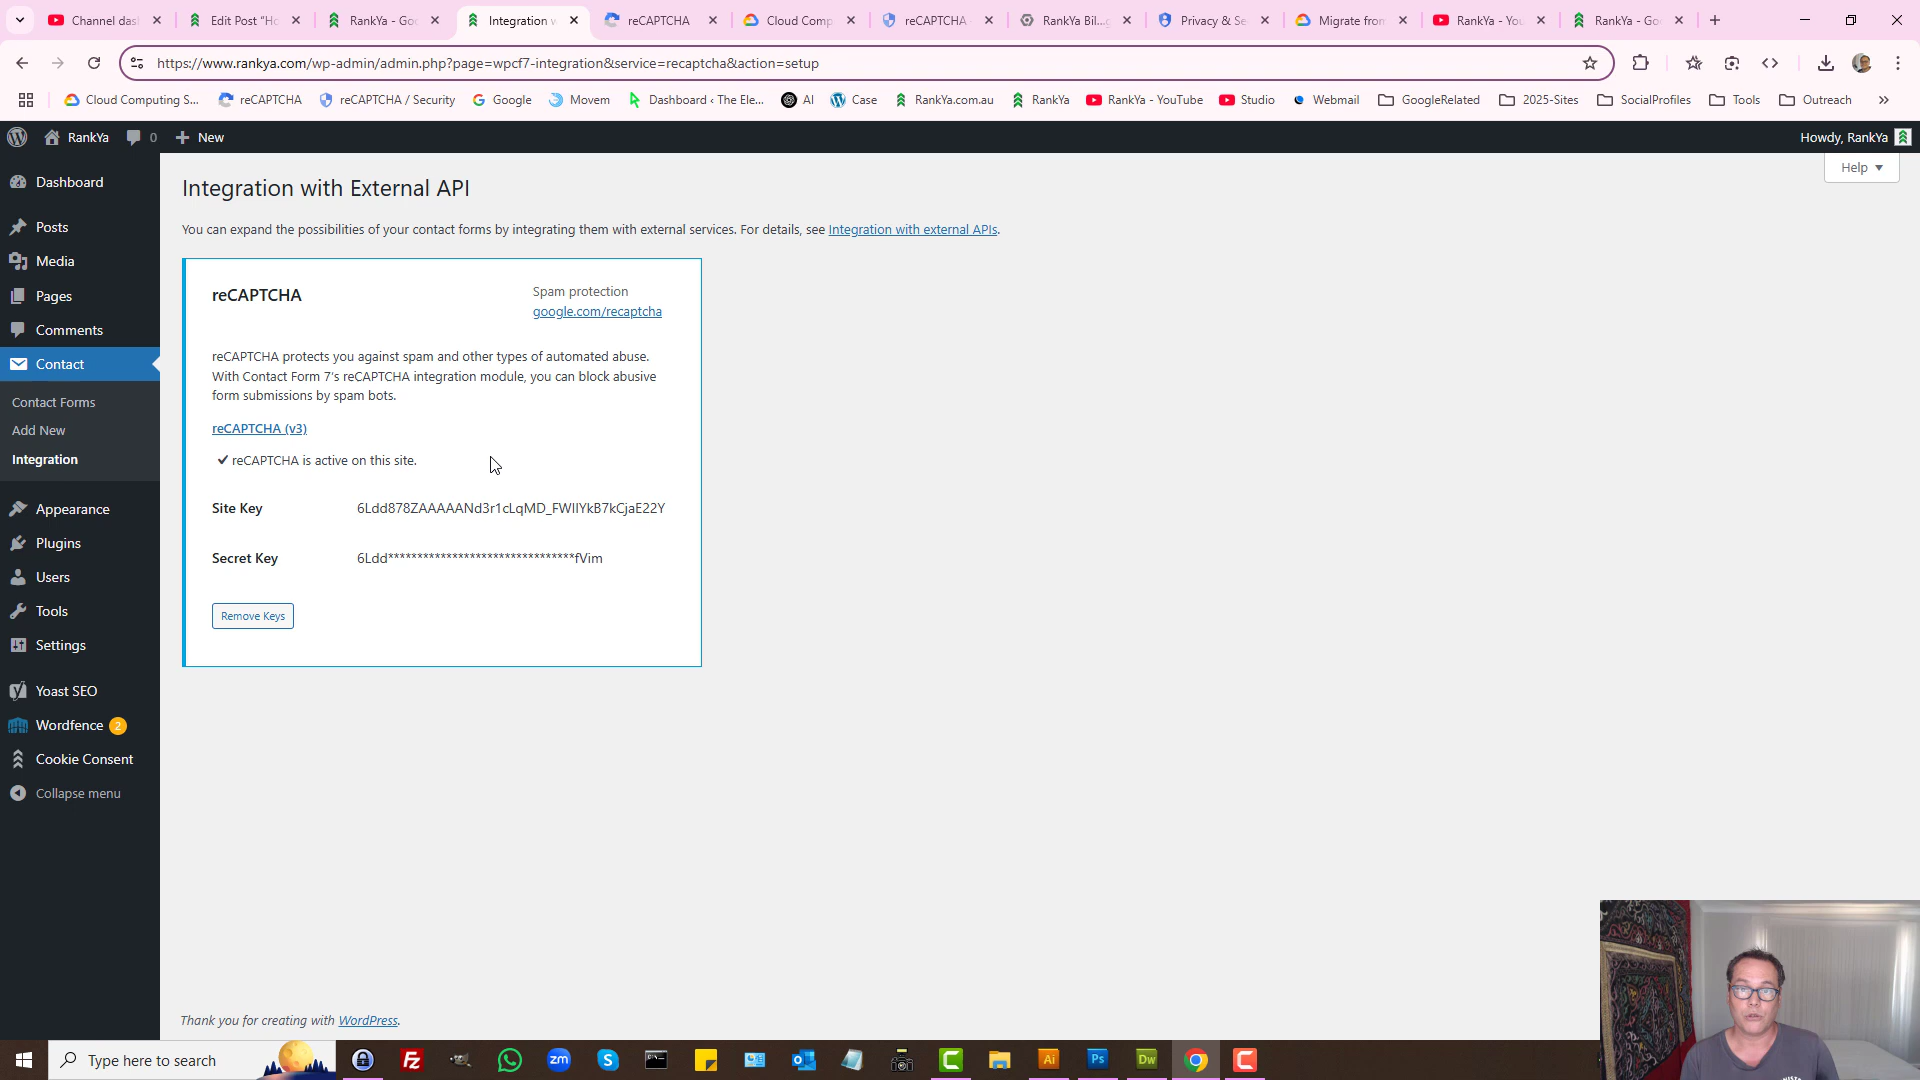 Channel das
Edit Post “Ho
RankYa - Goo
Integration w
reCAPTCHA
Cloud Comp
reCAPTCHA
RankYa Bil...g
Privacy & Se
Migrate from
RankYa - You
RankYa - Go
https://www.rankya.com/wp-admin/admin.php?page=wpcf7-integration&service=recaptcha&action=setup
Cloud Computing S...
reCAPTCHA
reCAPTCHA / Security
Google
Movem
Dashboard ‹ The Ele...
AI
Case
RankYa.com.au
RankYa
RankYa - YouTube
Studio
Webmail
GoogleRelated
2025-Sites
SocialProfiles
Tools
Outreach
RankYa
0
New
Howdy, RankYa
Help
Dashboard
Posts
Media
Pages
Comments
Contact
Contact Forms
Add New
Integration
Appearance
Plugins
Users
Tools
Settings
Yoast SEO
Wordfence 2
Cookie Consent
Collapse menu
Integration with External API
You can expand the possibilities of your contact forms by integrating them with external services. For details, see Integration with external APIs.
reCAPTCHA
Spam protection
google.com/recaptcha
reCAPTCHA protects you against spam and other types of automated abuse.
With Contact Form 7’s reCAPTCHA integration module, you can block abusive
form submissions by spam bots.
reCAPTCHA (v3)
reCAPTCHA is active on this site.
Site Key 6Ldd878ZAAAAANd3r1cLqMD_FWIIYkB7kCjaE22Y
Secret Key 6Ldd********************************fVim
Remove Keys
Thank you for creating with WordPress.
Type here to search
zm
Ai
Ps
Dw